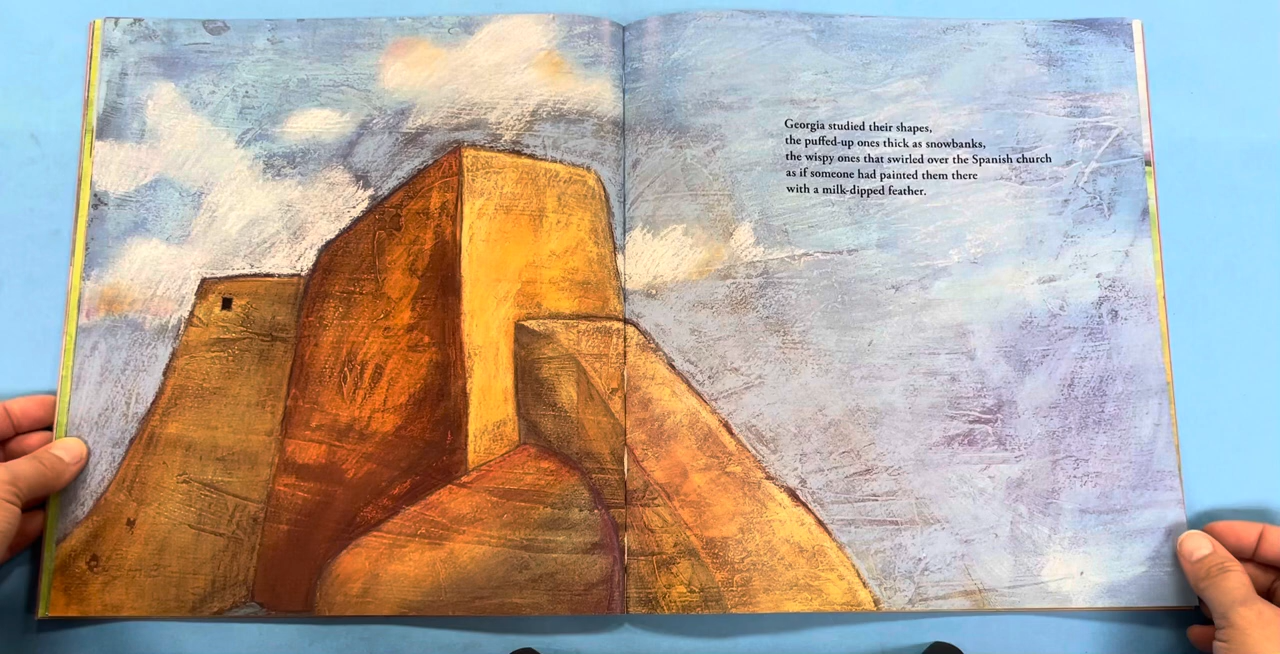 Georgia studied their shapes,
the puffed-up ones thick as snowbanks,
the wispy ones that swirled over the Spanish church
as if someone had painted them there
with a milk-dipped feather.